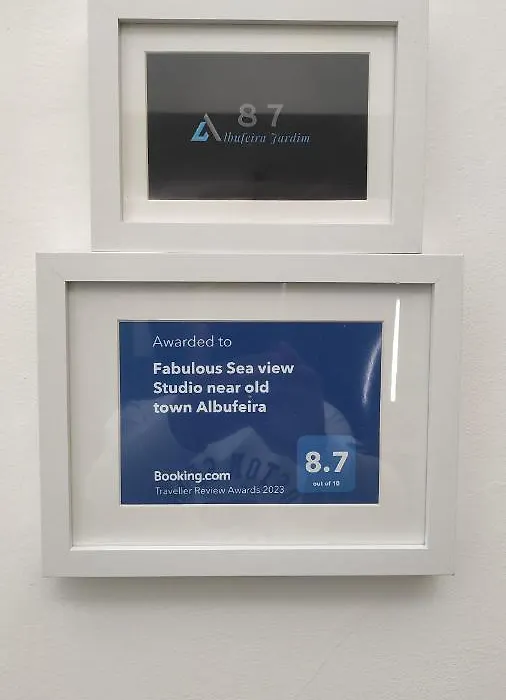 87
Albufeira Jardim
Awarded to
Fabulous Sea view
Studio near old
town Albufeira
8.7
out of 10
Booking.com
Traveller Review Awards 2023